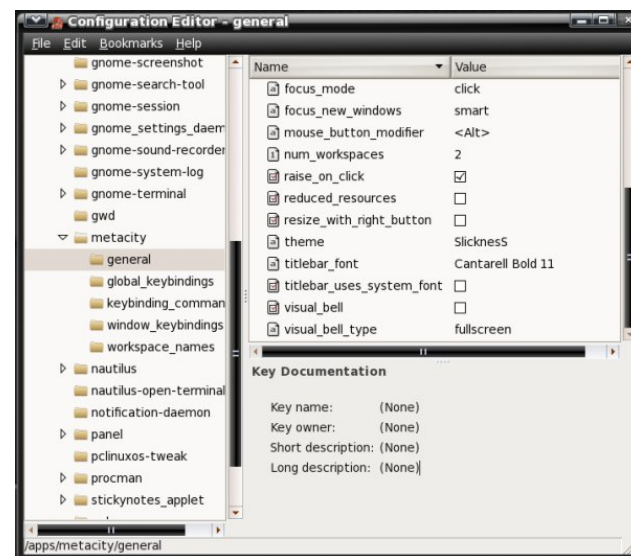 Configuration Editor - general
File Edit Bookmarks Help
gnome-screenshot
gnome-search-tool
gnome-session
gnome_settings_daem
gnome-sound-recorder
gnome-system-log
gnome-terminal
gwd
metacity
general
global_keybindings
keybinding_comman
window_keybindings
workspace_names
nautilus
nautilus-open-terminal
notification-daemon
panel
pclinuxos-tweak
procman
stickynotes_applet
Name Value
focus_mode click
focus_new_windows smart
mouse_button_modifier <Alt>
num_workspaces 2
raise_on_click
reduced_resources
resize_with_right_button
theme SlicknesS
titlebar_font Cantarell Bold 11
titlebar_uses_system_font
visual_bell
visual_bell_type fullscreen
Key Documentation
Key name: (None)
Key owner: (None)
Short description: (None)
Long description: (None)
/apps/metacity/general